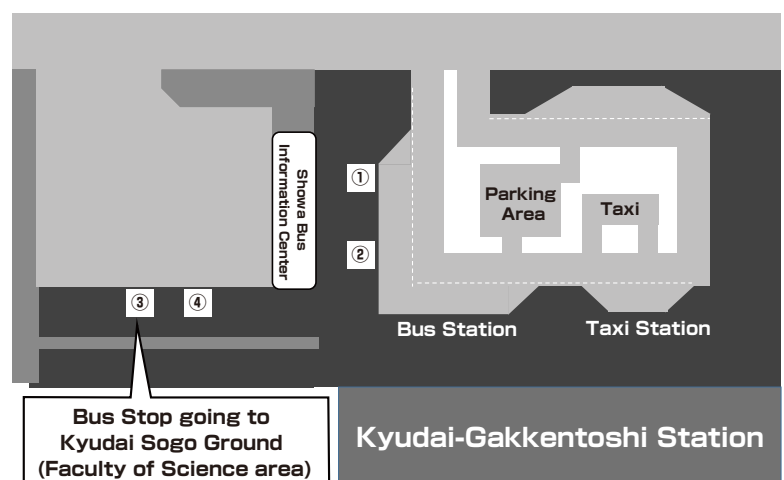 Showa Bus
Information Center
①
②
③
④
Parking
Area
Taxi
Bus Station
Taxi Station
Bus Stop going to
Kyudai Sogo Ground
(Faculty of Science area)
Kyudai-Gakkentoshi Station